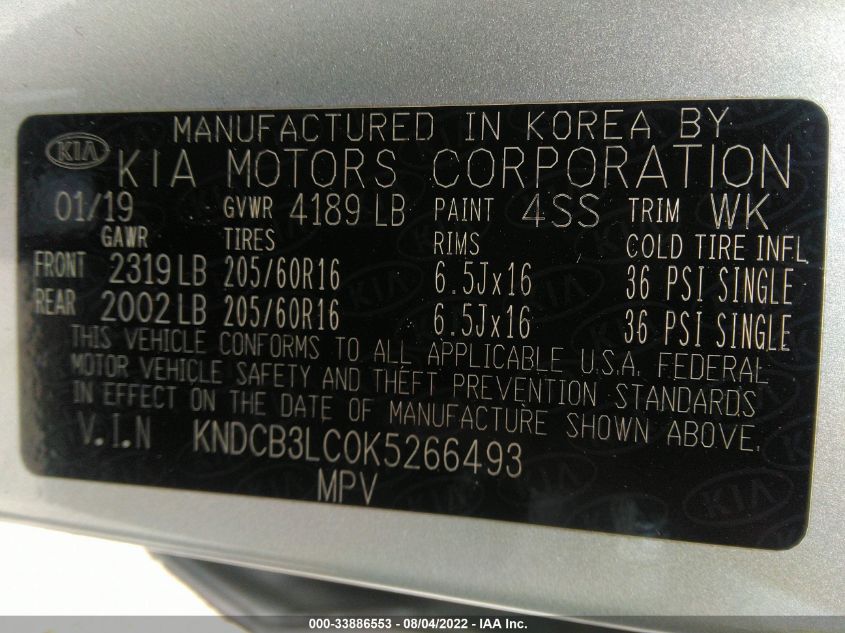 MANUFACTURED IN KOREA BY
KIA KIA MOTORS CORPORATION
01/19 GVWR 4189 LB PAINT 4SS TRIM WK
GAWR TIRES RIMS COLD TIRE INFL
FRONT 2319 LB 205/60R16 6.5Jx16 36 PSI SINGLE
REAR 2002 LB 205/60R16 6.5Jx16 36 PSI SINGLE
THIS VEHICLE CONFORMS TO ALL APPLICABLE U.S.A. FEDERAL
MOTOR VEHICLE SAFETY AND THEFT PREVENTION STANDARDS
IN EFFECT ON THE DATE OF MANUFACTURE SHOWN ABOVE.
V.I.N KNDCB3LC0K5266493
MPV
000-33886553 - 08/04/2022 - IAA Inc.